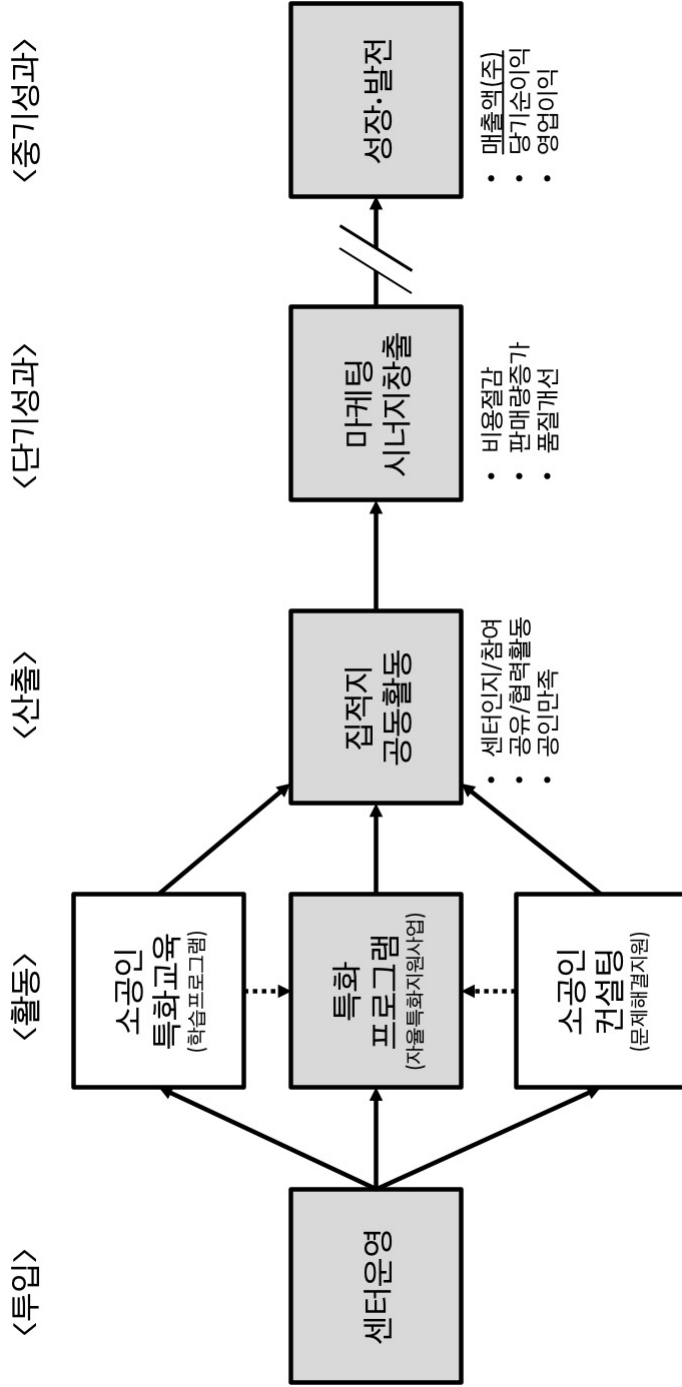 <투입>
<활동>
<산출>
<단기성과>
<중기성과>
센터운영
소공인
특화교육
(학습프로그램)
특화
프로그램
(자율특화지원사업)
소공인
컨설팅
(문제해결지원)
집적지
공동활동
• 센터인지/참여
• 공유/협력활동
• 공인만족
마케팅
시너지창출
• 비용절감
• 판매량증가
• 품질개선
성장·발전
• 매출액(주)
• 당기순이익
• 영업이익